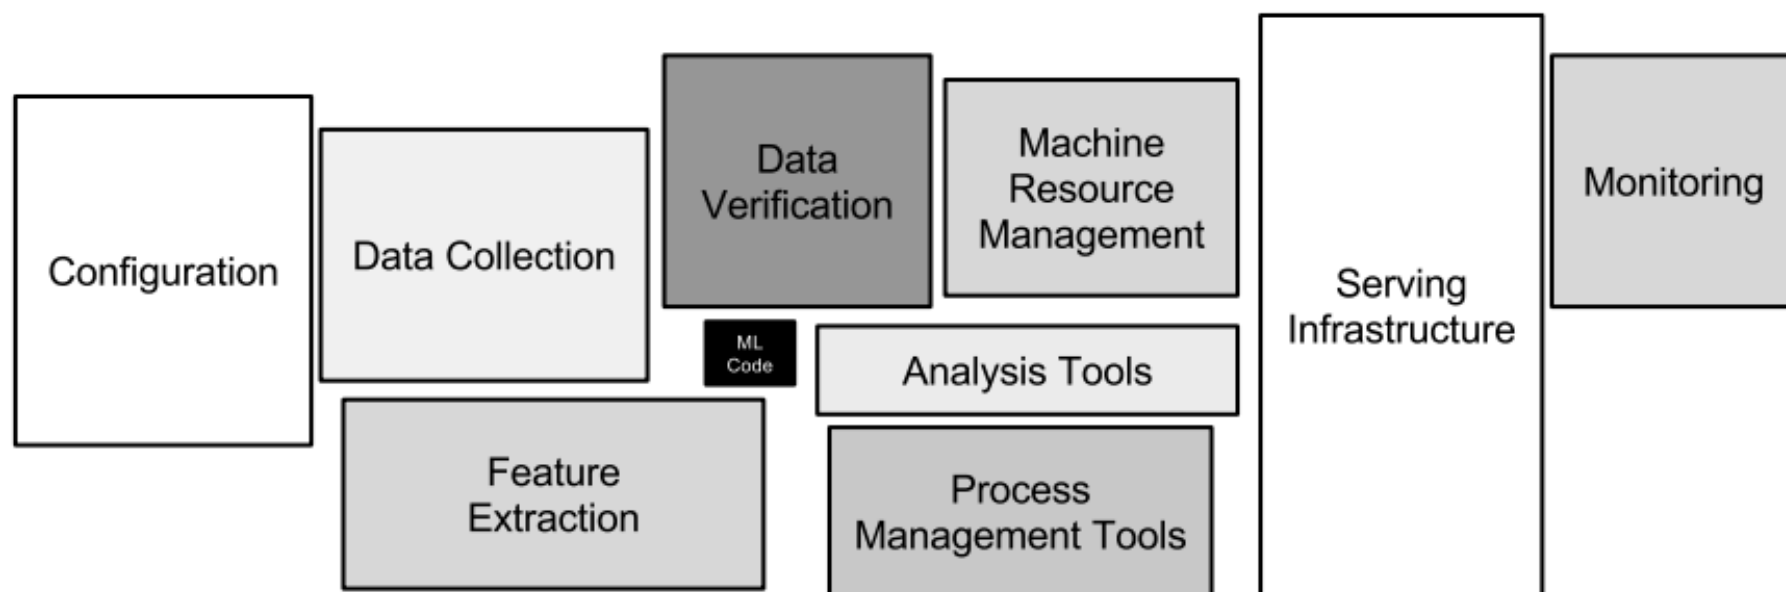 Configuration
Data Collection
Feature
Extraction
Data
Verification
ML
Code
Machine
Resource
Management
Analysis Tools
Process
Management Tools
Serving
Infrastructure
Monitoring